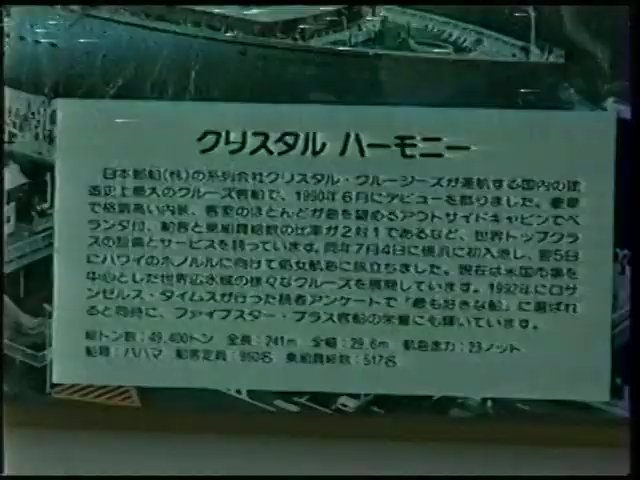 クリスタル ハーモニー
日本郵船(株)の系列会社クリスタル・クルージーズが運航する国内の建
造史上最大のクルーズ客船で、1990年6月にデビューを飾りました。豪華
で格調高い内装、客室のほとんどが海を望めるアウトサイドキャビンでベ
ランダ付、船客と乗組員総数の比率が2対1であるなど、世界トップクラ
スの設備とサービスを持っています。同年7月4日に横浜に初入港し、翌5日
にハワイのホノルルに向けて処女航海に旅立ちました。現在は米国市場を
中心とした世界広水域の様々なクルーズを展開しています。1992年にロサ
ンゼルス・タイムスが行った読者アンケートで「最も好きな船」に選ばれ
ると同時に、ファイブスター・プラス客船の栄誉にも輝いています。
総トン数：49,400トン 全長：241m 全幅：29.6m 航海速力：23ノット
船籍：バハマ 船客定員：960名 乗組員総数：517名